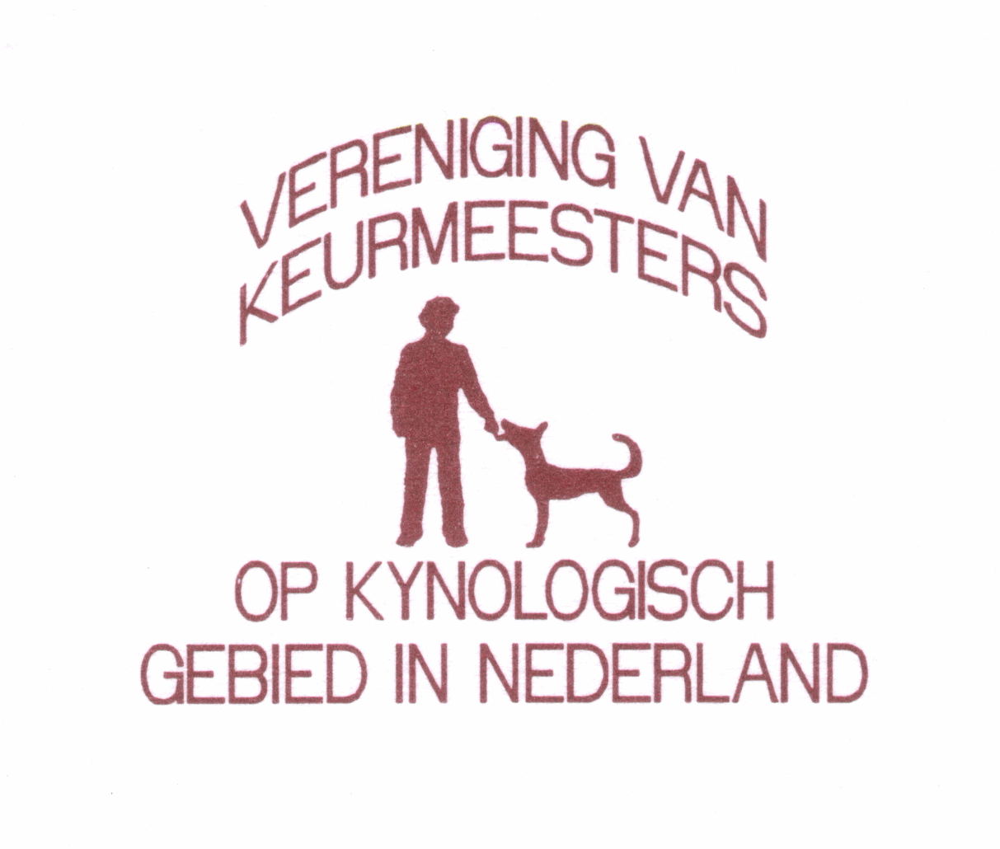 VERENIGING VAN
KEURMEESTERS
OP KYNOLOGISCH
GEBIED IN NEDERLAND